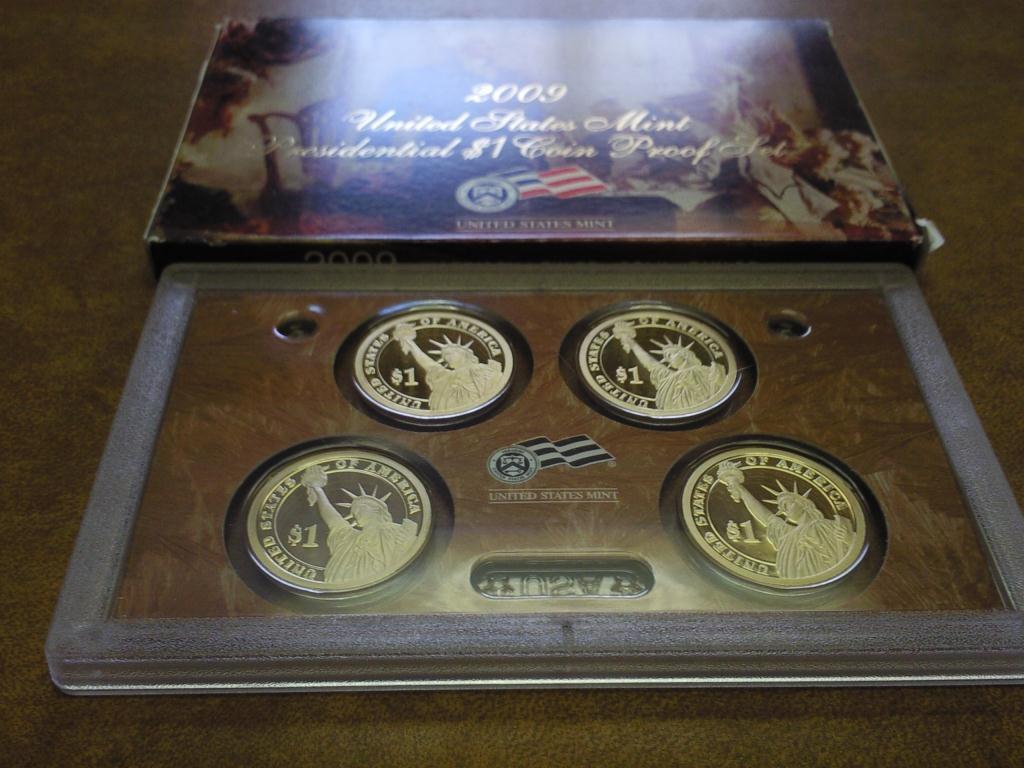 2009
United States Mint
Presidential $1 Coin Proof Set
UNITED STATES MINT
2009
UNITED STATES OF AMERICA
$1
UNITED STATES OF AMERICA
$1
UNITED STATES OF AMERICA
$1
UNITED STATES OF AMERICA
$1
UNITED STATES MINT
USA